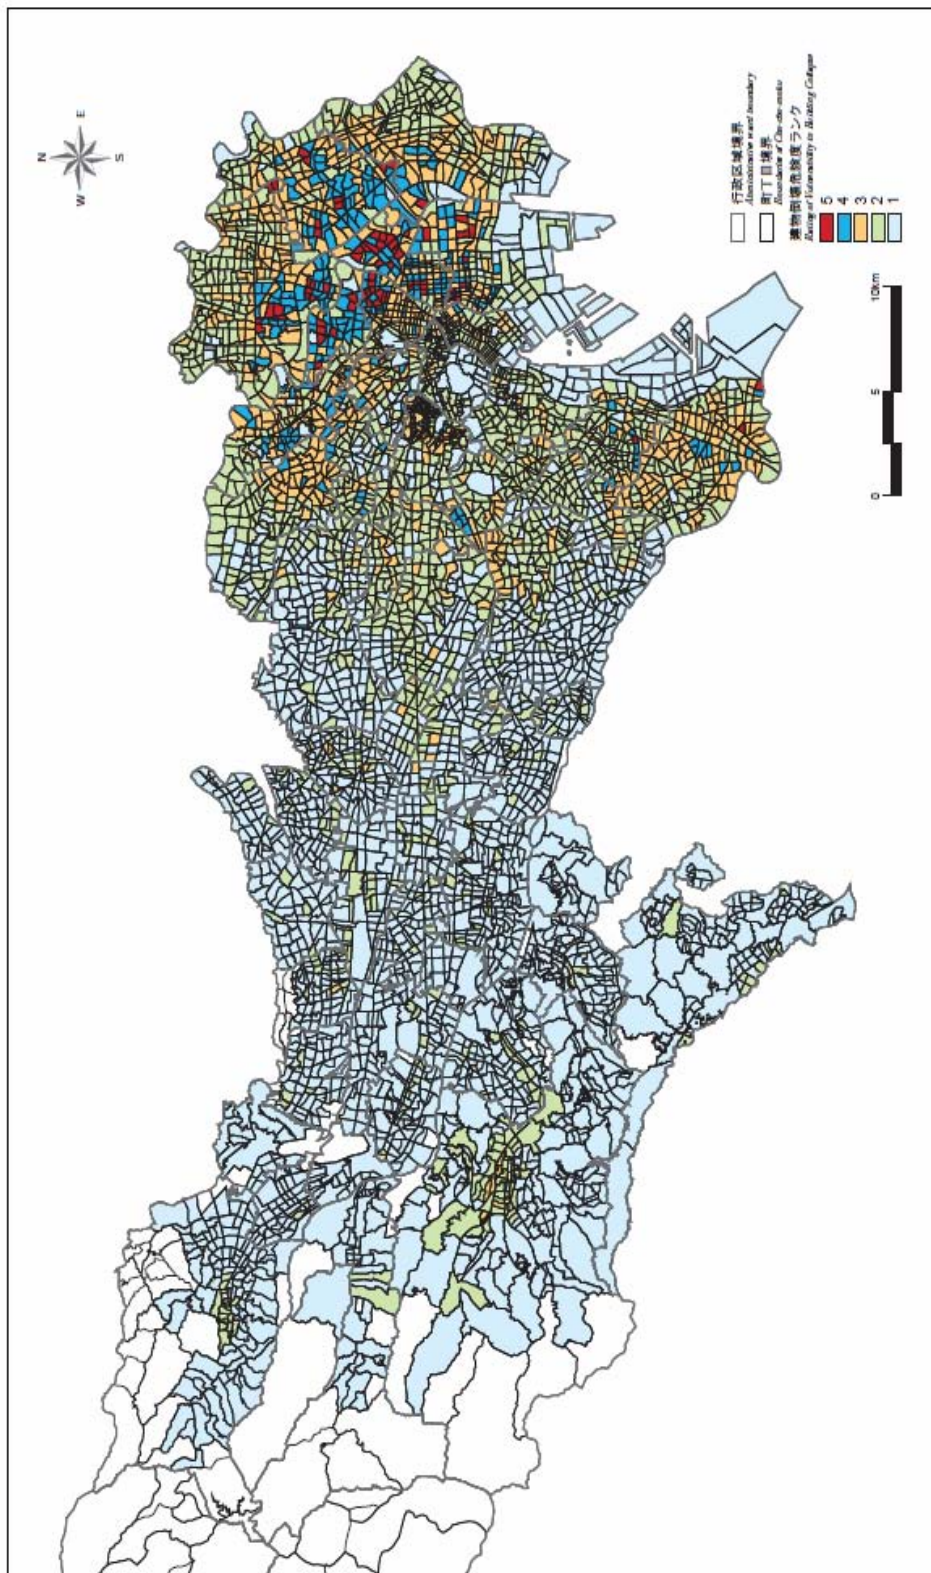 N
E
S
W
行政区域境界
Administrative ward boundary
町丁目境界
Boundaries of Cho-cho-moku
建物倒壊危険度ランク
Rating of Vulnerability to Building Collapse
5
4
3
2
1
0
5
10km